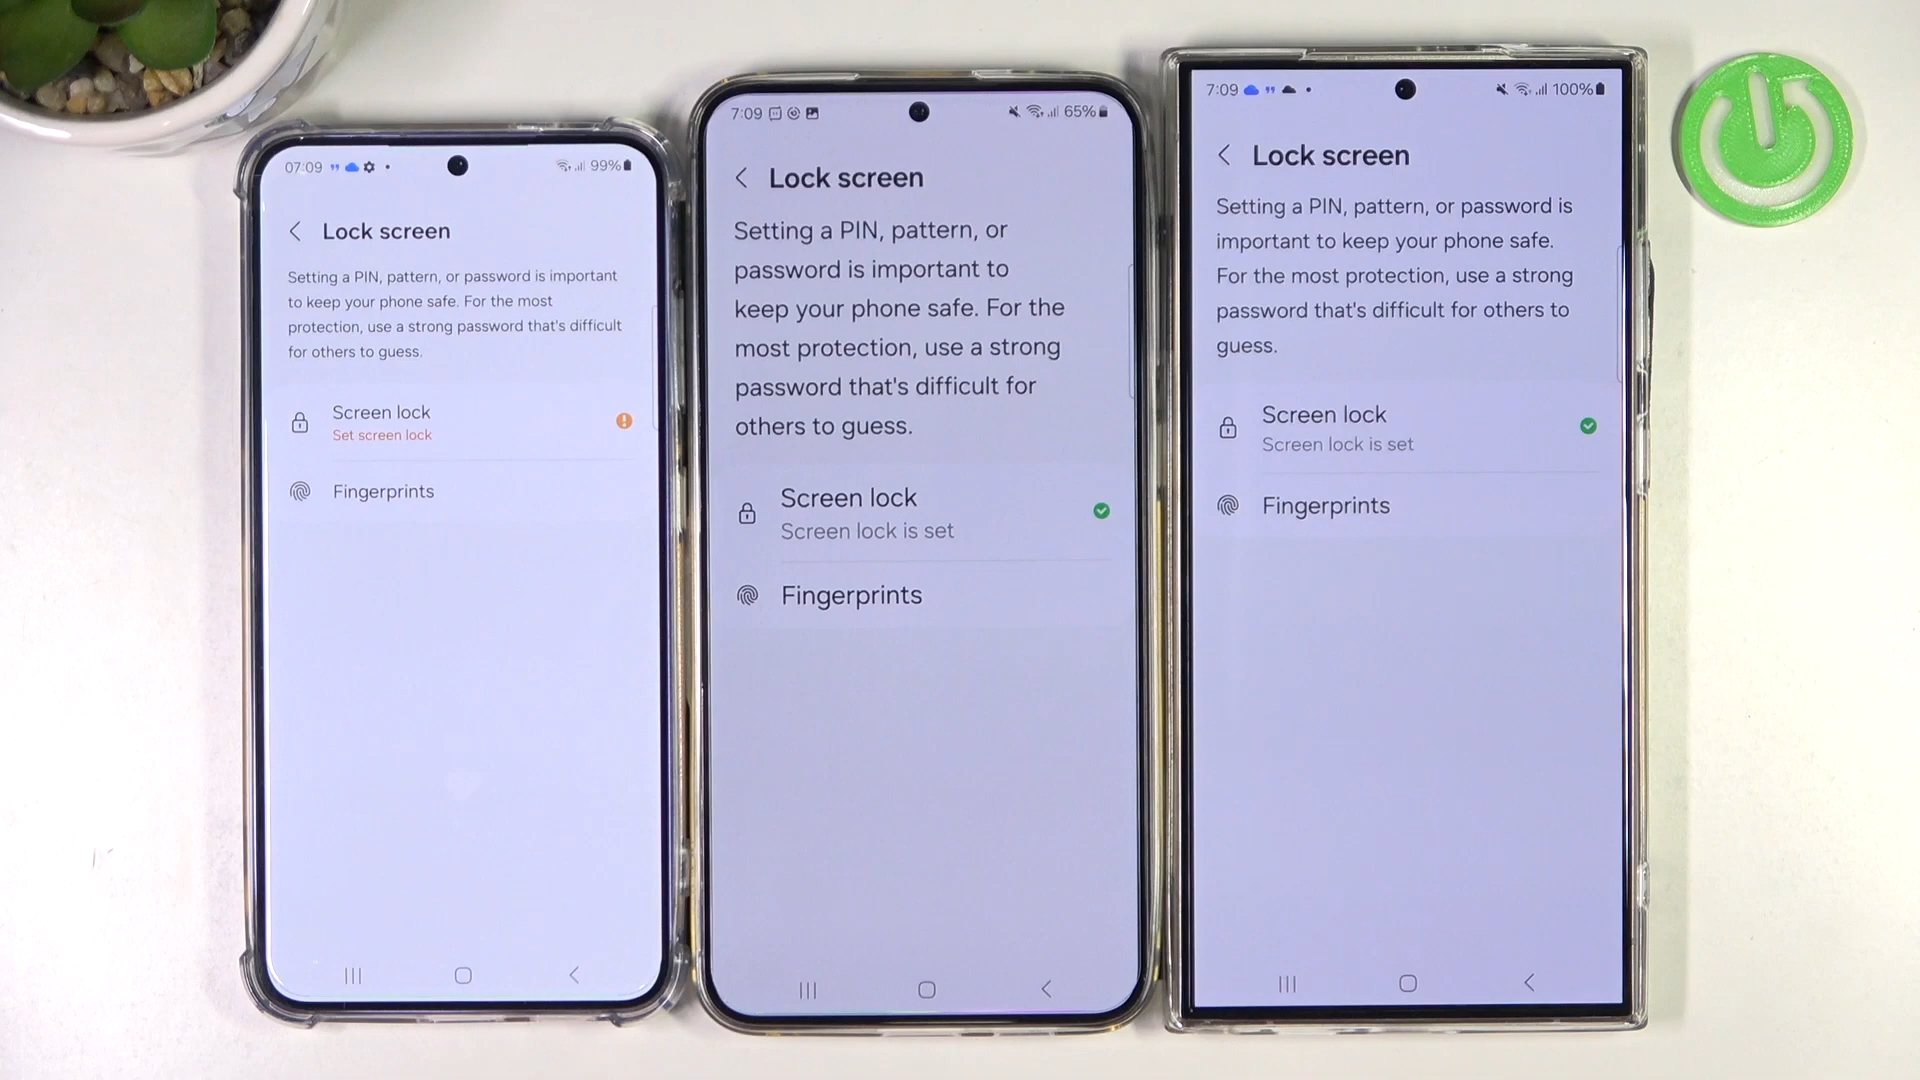 07:09
99%
Lock screen
Setting a PIN, pattern, or password is important
to keep your phone safe. For the most
protection, use a strong password that's difficult
for others to guess.
Screen lock
Set screen lock
Fingerprints
7:09
65%
Lock screen
Setting a PIN, pattern, or
password is important to
keep your phone safe. For the
most protection, use a strong
password that's difficult for
others to guess.
Screen lock
Screen lock is set
Fingerprints
7:09
100%
Lock screen
Setting a PIN, pattern, or password is
important to keep your phone safe.
For the most protection, use a strong
password that's difficult for others to
guess.
Screen lock
Screen lock is set
Fingerprints